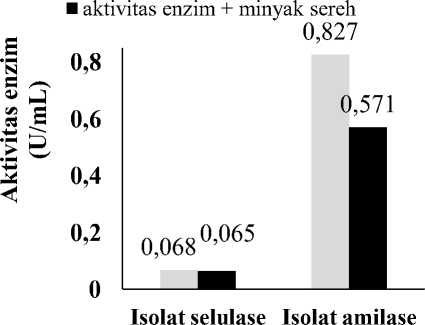 aktivitas enzim + minyak sereh
Aktivitas enzim
(U/mL)
0,8
0,6
0,4
0,2
0
0,068
0,065
0,827
0,571
Isolat selulase
Isolat amilase